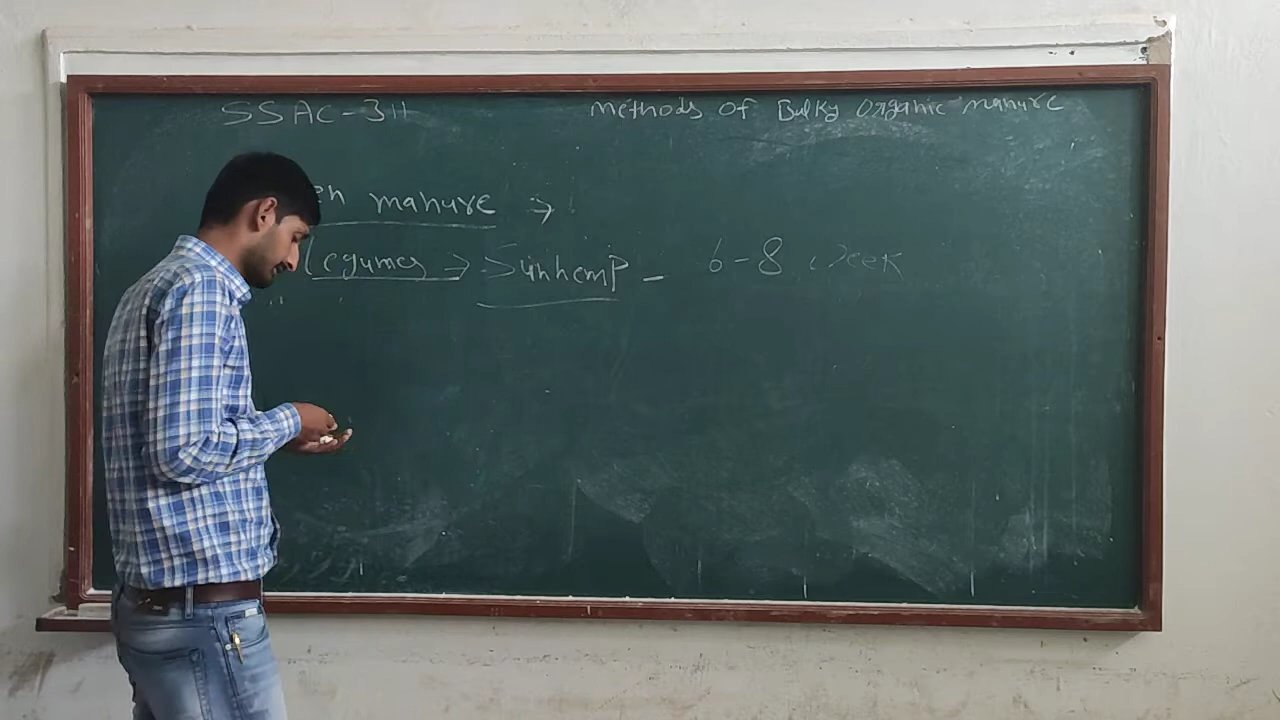 SSAC-311
Methods of Bulky Organic manure
en manure →
Legumes → Sunhemp - 6-8 week